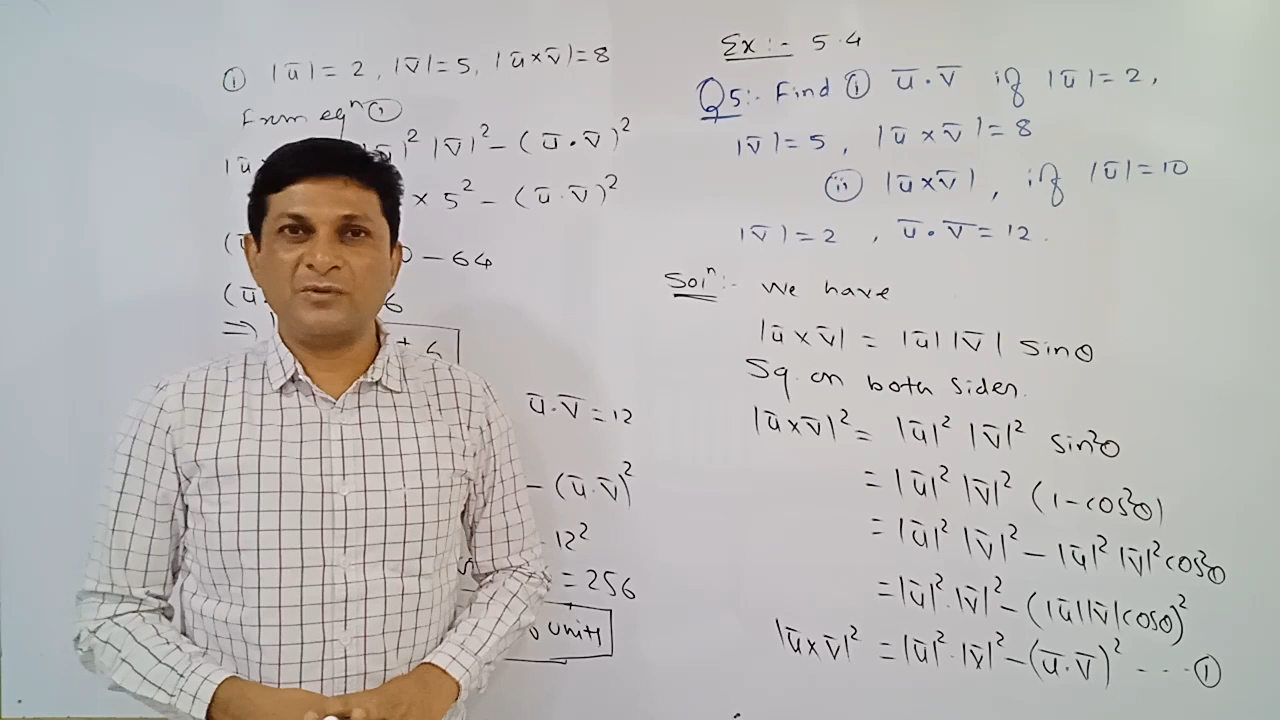 ① |ū| = 2, |v̄| = 5, |ū × v̄| = 8
From eqⁿ ①
|ū ² |v̄|² − (ū · v̄)²
× 5² − (ū · v̄)²
(ū 0 − 64
(ū · 6
⇒ ± 6
ū · v̄ = 12
− (ū · v̄)²
12²
= 256
units
Ex :- 5.4
Q5:- Find ⓘ ū · v̄ if |ū| = 2,
|v̄| = 5, |ū × v̄| = 8
ⓘⓘ |ū × v̄|, if |ū| = 10
|v̄| = 2, ū · v̄ = 12.
Solⁿ:- We have
|ū × v̄| = |ū| |v̄| sinθ
Sq. on both sides.
|ū × v̄|² = |ū|² |v̄|² sin²θ
= |ū|² |v̄|² (1 − cos²θ)
= |ū|² |v̄|² − |ū|² |v̄|² cos²θ
= |ū|² · |v̄|² − (|ū| |v̄| cosθ)²
|ū × v̄|² = |ū|² · |v̄|² − (ū · v̄)² ---- ①